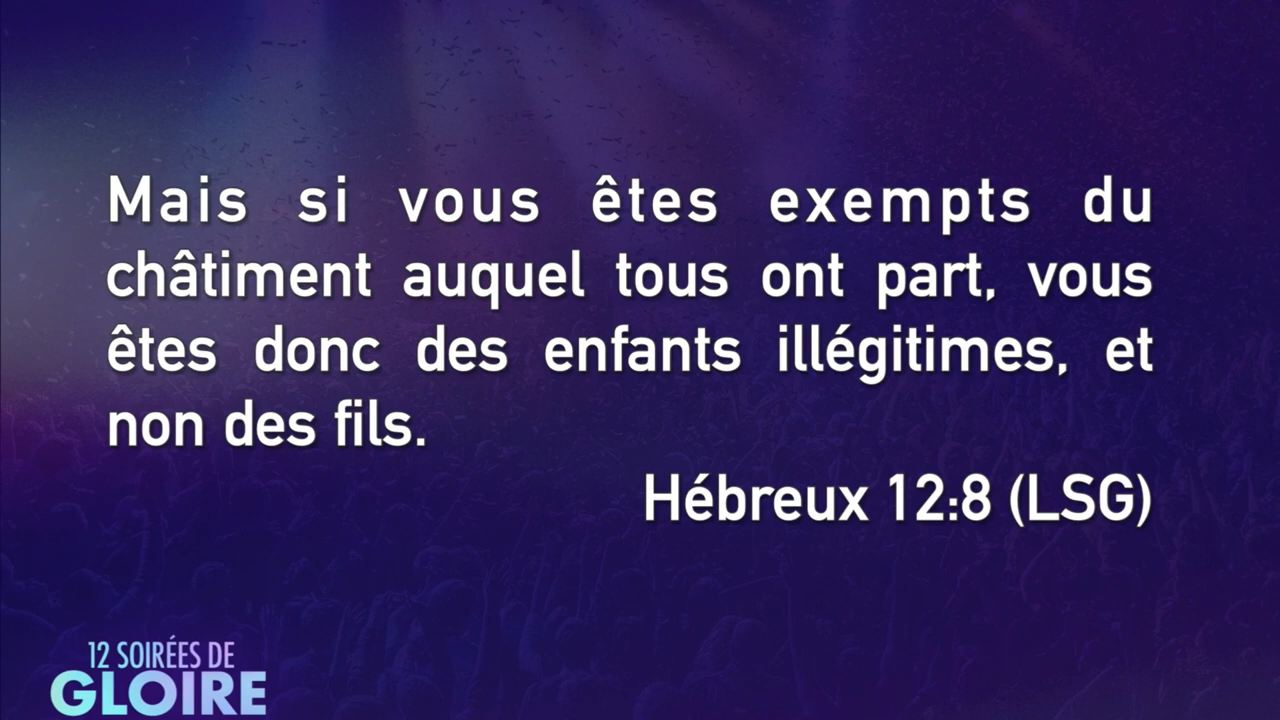 Mais si vous êtes exempts du
châtiment auquel tous ont part, vous
êtes donc des enfants illégitimes, et
non des fils.
Hébreux 12:8 (LSG)
12 SOIRÉES DE
GLOIRE